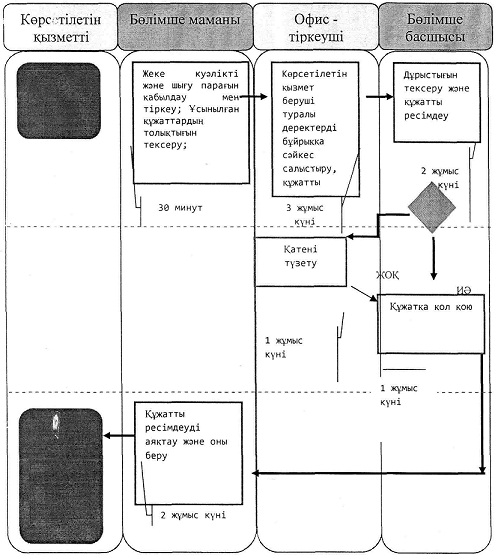 Көрсетілетін
қызметті
Бөлімше маманы
Офис -
тіркеуші
Бөлімше
басшысы
Жеке куәлікті
және шығу парағын
қабылдау мен
тіркеу; Ұсынылған
құжаттардың
толықтығын
тексеру;
30 минут
Көрсетілетін
қызмет
беруші
туралы
деректерді
бұйрыққа
сәйкес
салыстыру,
құжатты
3 жұмыс
күні
Дұрыстығын
тексеру және
құжатты
ресімдеу
2 жұмыс
күні
Қатені
түзету
ЖОҚ
ИӘ
Құжатка қол қою
1 жұмыс
күні
1 жұмыс
күні
Құжатты
ресімдеуді
аяктау және оны
беру
2 жұмыс күні